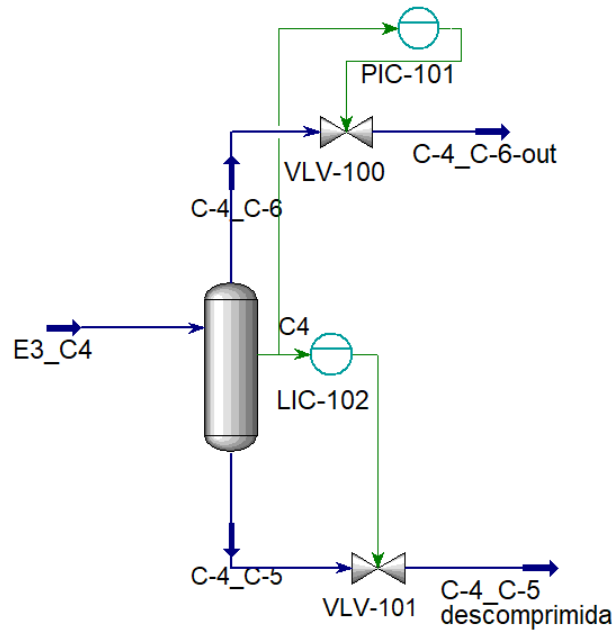 PIC-101
VLV-100
C-4_C-6-out
C-4_C-6
E3_C4
C4
LIC-102
C-4_C-5
VLV-101
C-4_C-5
descomprimida